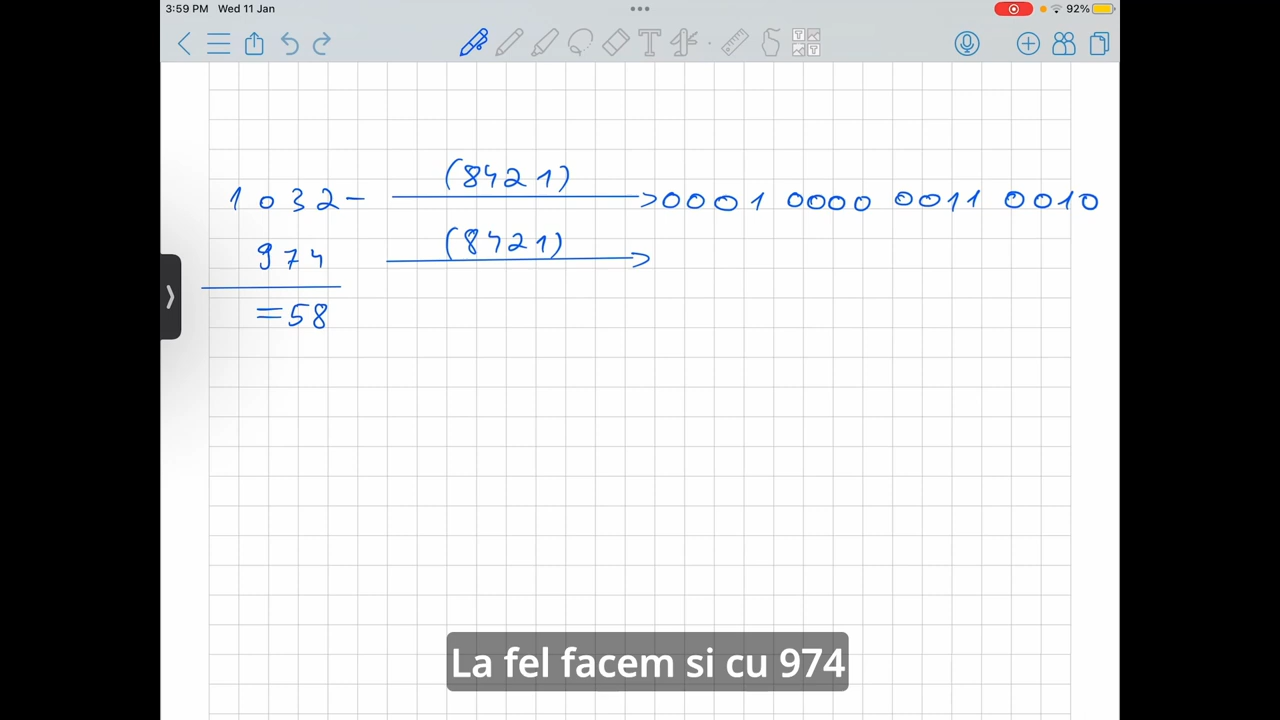 3:59 PM Wed 11 Jan 92%
1032- (8421) 0001 0000 0011 0010
974 (8421)
=58
La fel facem si cu 974